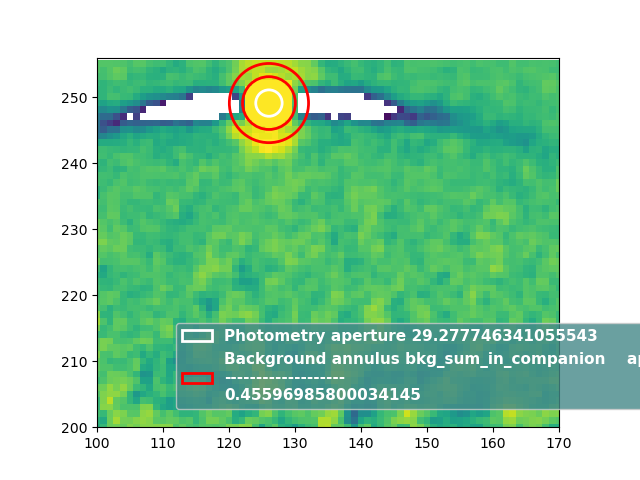 250
240
230
220
210
200
100 110 120 130 140 150 160 170
Photometry aperture 29.277746341055543
Background annulus bkg_sum_in_companion ap
--------------------
0.45596985800034145